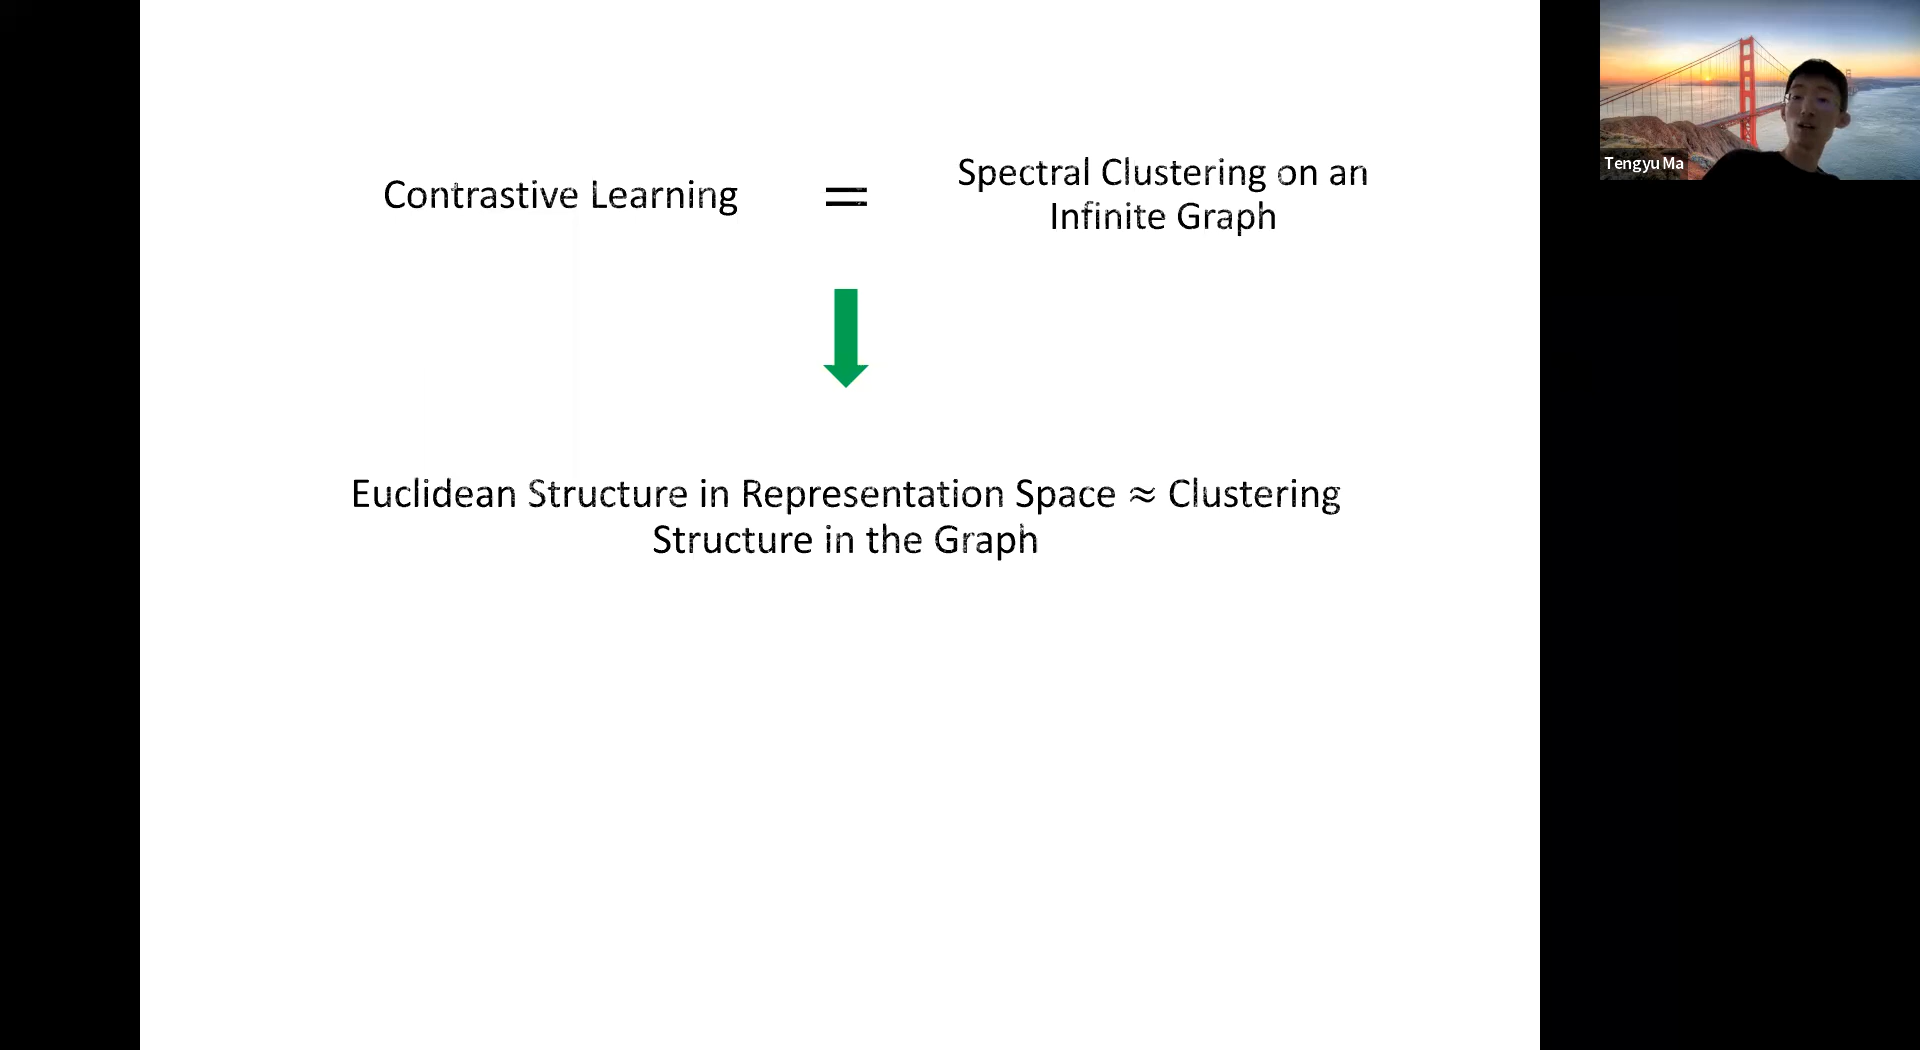 Contrastive Learning = Spectral Clustering on an
Infinite Graph
Euclidean Structure in Representation Space ≈ Clustering
Structure in the Graph
Tengyu Ma